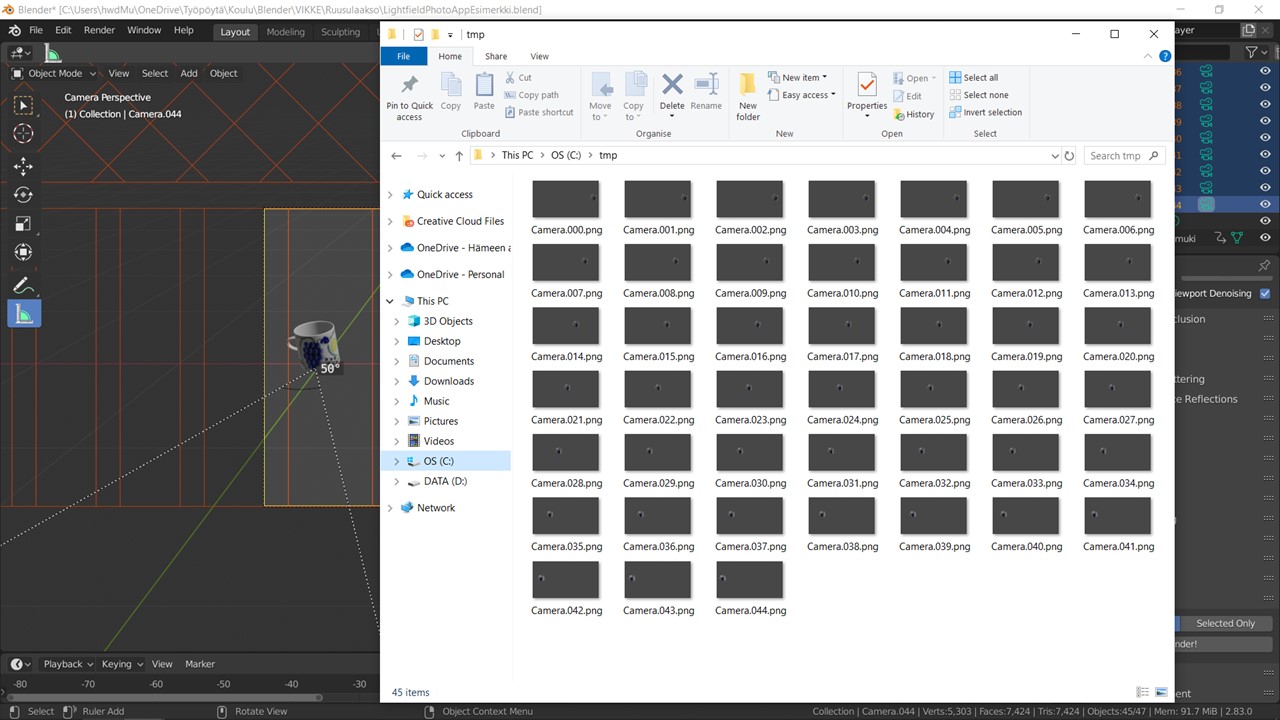 Blender* [C:\Users\hwdMu\OneDrive\Työpöytä\Koulu\Blender\VIKKE\Ruusulaakso\LightfieldPhotoAppEsimerkki.blend]
File Edit Render Window Help Layout Modeling Sculpting
ayer
Object Mode View Select Add Object
Camera Perspective
(1) Collection | Camera.044
50°
tmp
File Home Share View
Pin to Quick access
Copy
Paste
Cut
Copy path
Paste shortcut
Clipboard
Move to
Copy to
Delete
Rename
Organise
New folder
New item
Easy access
New
Properties
Open
Edit
History
Open
Select all
Select none
Invert selection
Select
This PC > OS (C:) > tmp
Search tmp
Quick access
Creative Cloud Files
OneDrive - Hämeen a
OneDrive - Personal
This PC
3D Objects
Desktop
Documents
Downloads
Music
Pictures
Videos
OS (C:)
DATA (D:)
Network
Camera.000.png Camera.001.png Camera.002.png Camera.003.png Camera.004.png Camera.005.png Camera.006.png
Camera.007.png Camera.008.png Camera.009.png Camera.010.png Camera.011.png Camera.012.png Camera.013.png
Camera.014.png Camera.015.png Camera.016.png Camera.017.png Camera.018.png Camera.019.png Camera.020.png
Camera.021.png Camera.022.png Camera.023.png Camera.024.png Camera.025.png Camera.026.png Camera.027.png
Camera.028.png Camera.029.png Camera.030.png Camera.031.png Camera.032.png Camera.033.png Camera.034.png
Camera.035.png Camera.036.png Camera.037.png Camera.038.png Camera.039.png Camera.040.png Camera.041.png
Camera.042.png Camera.043.png Camera.044.png
45 items
muki
iewport Denoising
clusion
ttering
e Reflections
Selected Only
nder!
ent
Playback Keying View Marker
-80 -70 -60 -50 -40 -30
Select Ruler Add Rotate View Object Context Menu
Collection | Camera.044 | Verts:5,303 | Faces:7,424 | Tris:7,424 | Objects:45/47 | Mem: 91.7 MiB | 2.83.0